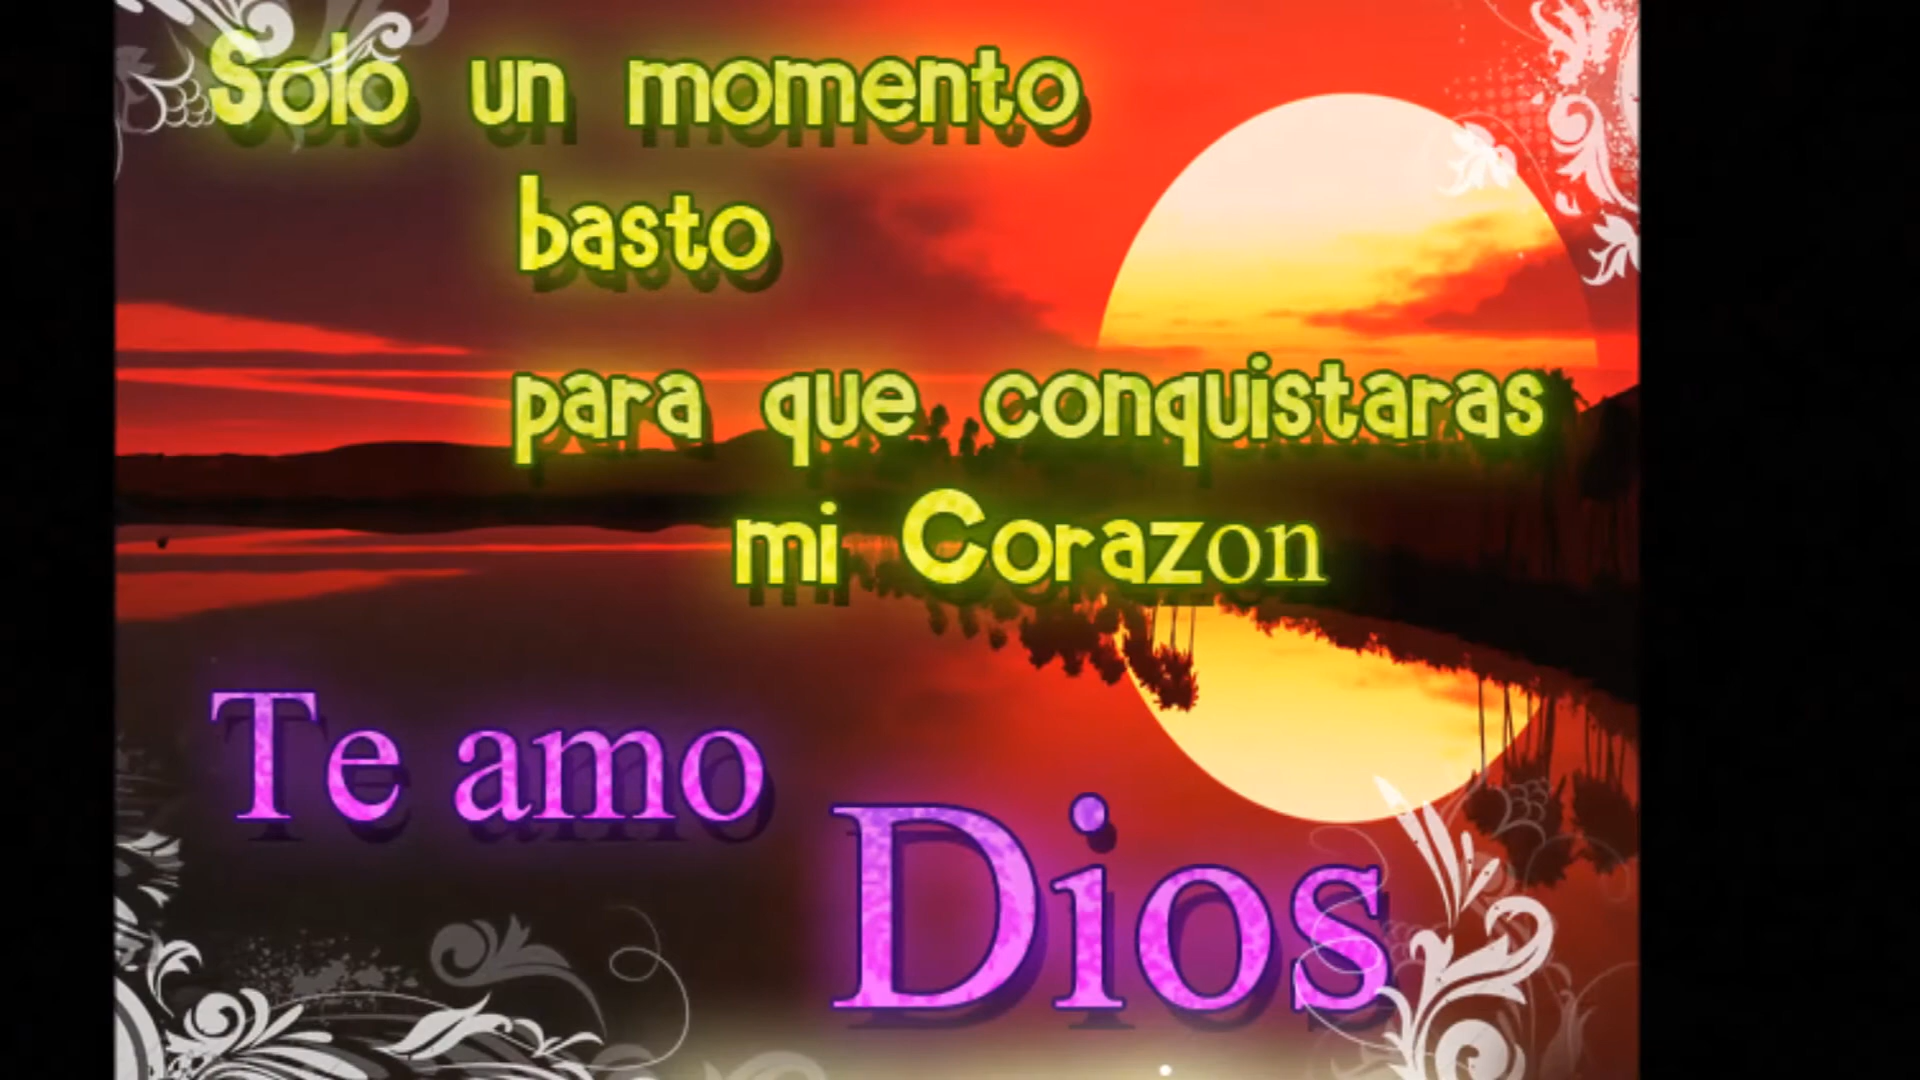 Solo un momento
basto
para que conquistaras
mi Corazon
Te amo
Dios